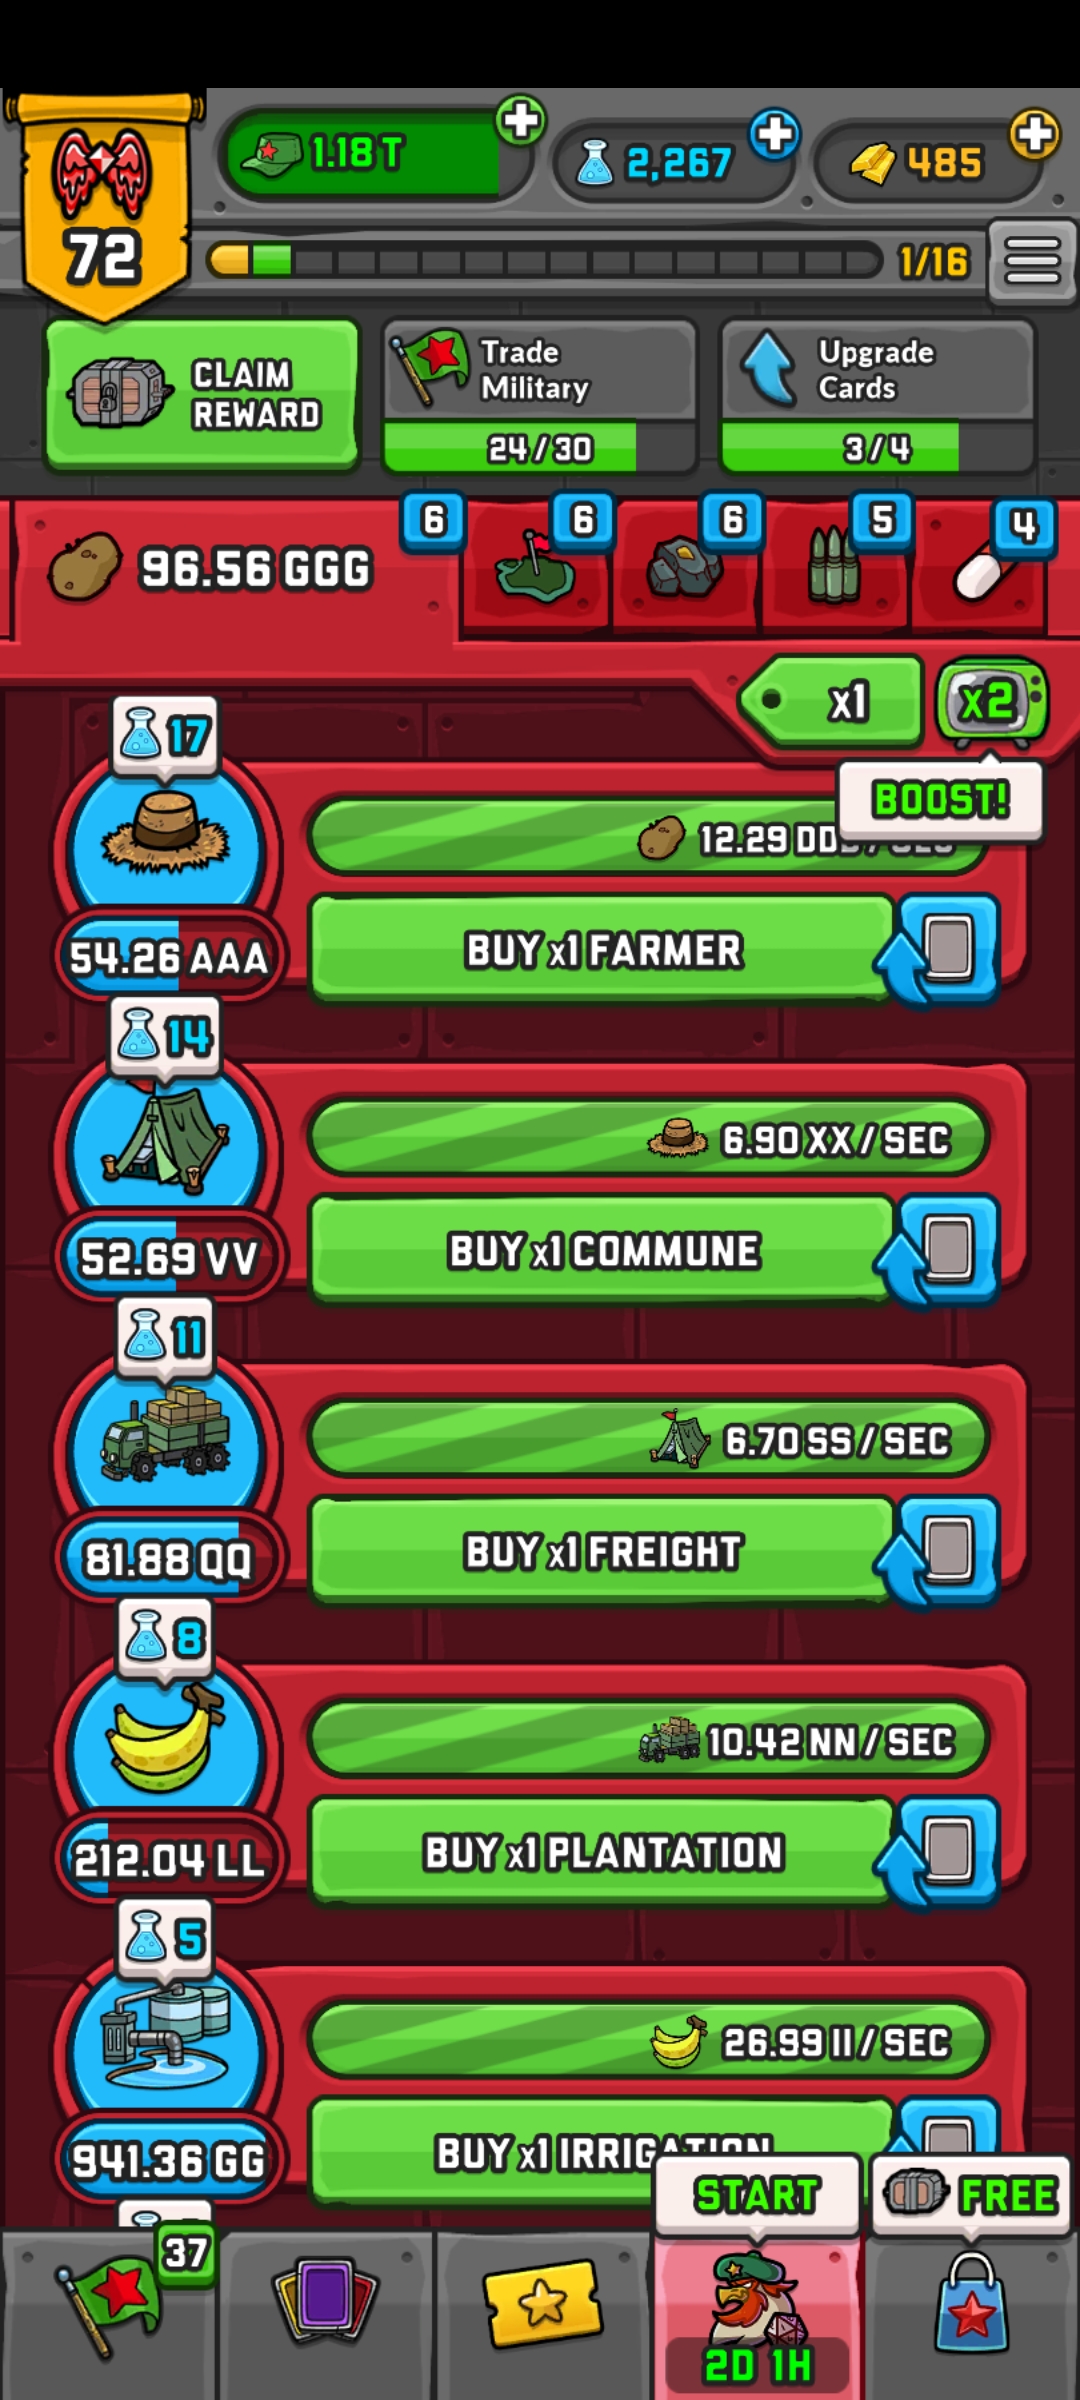 1.18 T
2,267
485
72
1/16
CLAIM
REWARD
Trade
Military
24/30
Upgrade
Cards
3/4
96.56 GGG
6
6
6
5
4
x1
x2
BOOST!
17
12.29
54.26 AAA
BUY x1 FARMER
14
6.90 XX / SEC
52.69 VV
BUY x1 COMMUNE
11
6.70 SS / SEC
81.88 QQ
BUY x1 FREIGHT
8
10.42 NN / SEC
212.04 LL
BUY x1 PLANTATION
5
26.99 II / SEC
941.36 GG
BUY x1 IRRIGATION
START
FREE
37
2D 1H